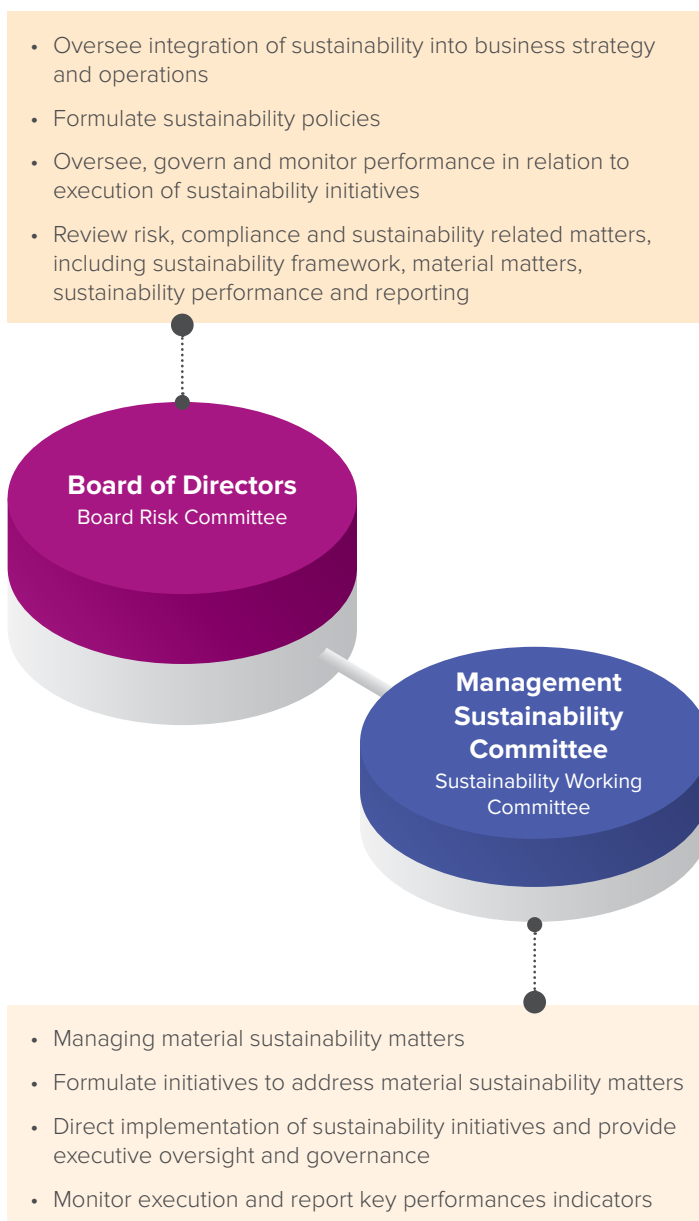 • Oversee integration of sustainability into business strategy
and operations
• Formulate sustainability policies
• Oversee, govern and monitor performance in relation to
execution of sustainability initiatives
• Review risk, compliance and sustainability related matters,
including sustainability framework, material matters,
sustainability performance and reporting
Board of Directors
Board Risk Committee
Management
Sustainability
Committee
Sustainability Working
Committee
• Managing material sustainability matters
• Formulate initiatives to address material sustainability matters
• Direct implementation of sustainability initiatives and provide
executive oversight and governance
• Monitor execution and report key performances indicators